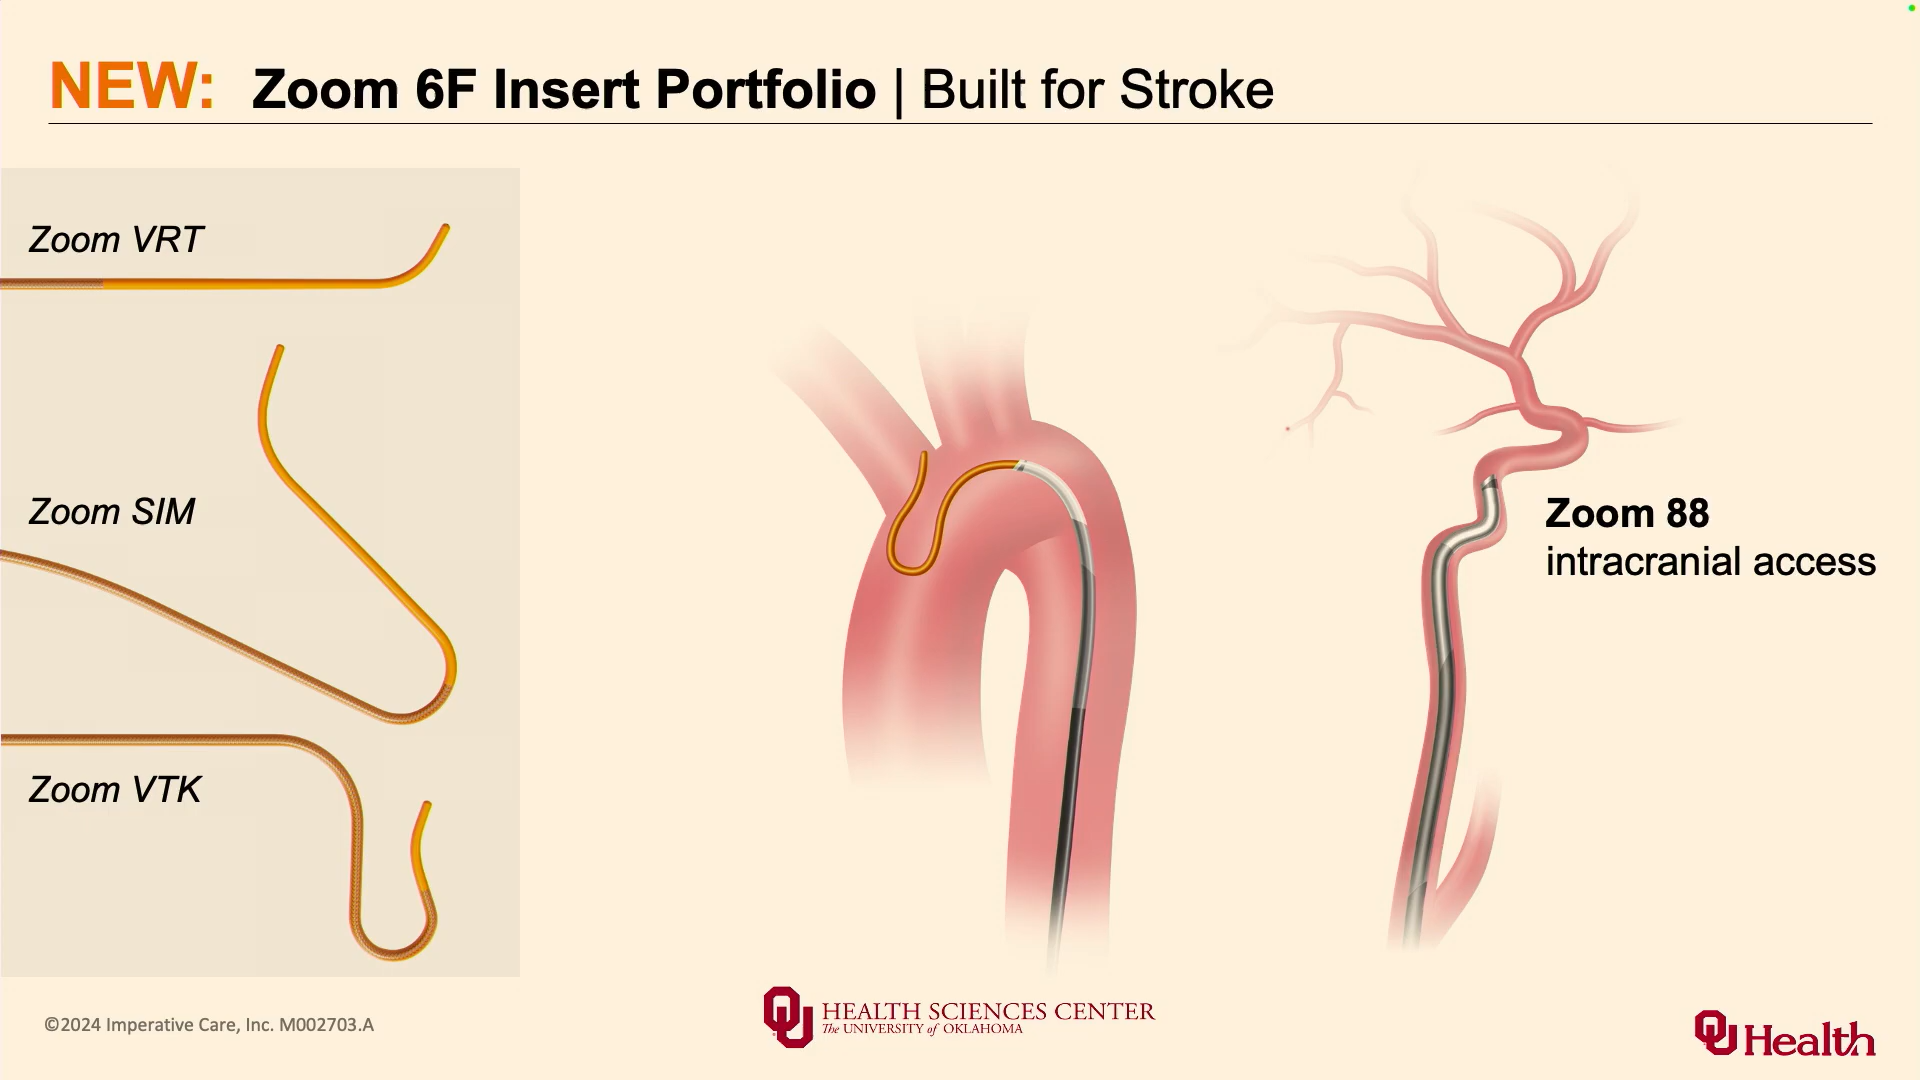 NEW: Zoom 6F Insert Portfolio | Built for Stroke
Zoom VRT
Zoom SIM
Zoom VTK
Zoom 88
intracranial access
©2024 Imperative Care, Inc. M002703.A
OU HEALTH SCIENCES CENTER
The UNIVERSITY of OKLAHOMA
OU Health